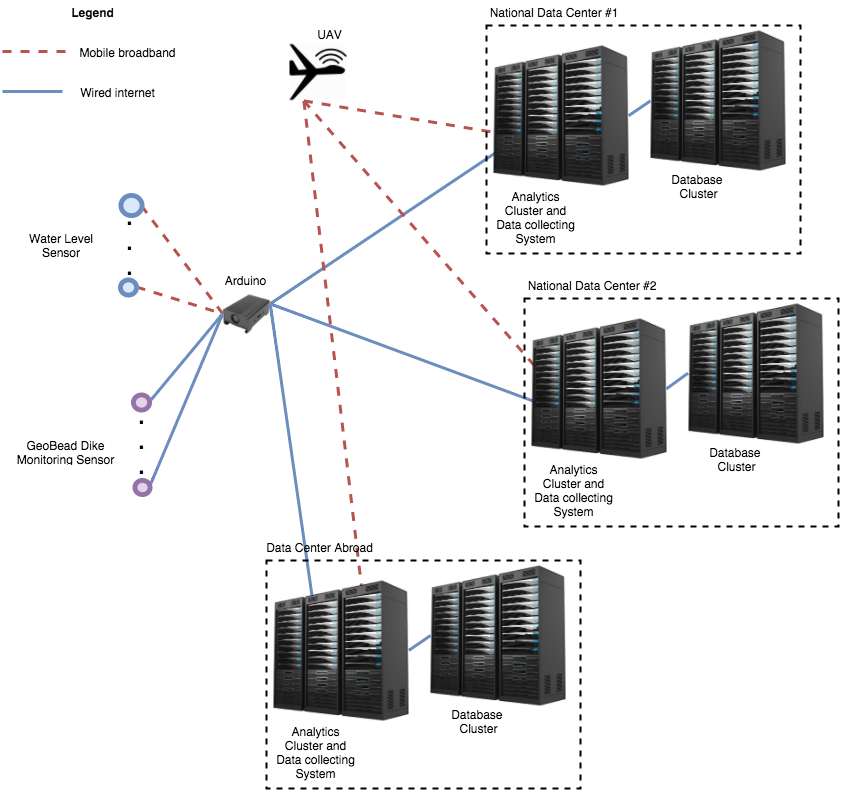 Legend
Mobile broadband
Wired internet
UAV
National Data Center #1
Analytics
Cluster and
Data collecting
System
Database
Cluster
Water Level
Sensor
Arduino
National Data Center #2
Analytics
Cluster and
Data collecting
System
Database
Cluster
GeoBead Dike
Monitoring Sensor
Data Center Abroad
Analytics
Cluster and
Data collecting
System
Database
Cluster